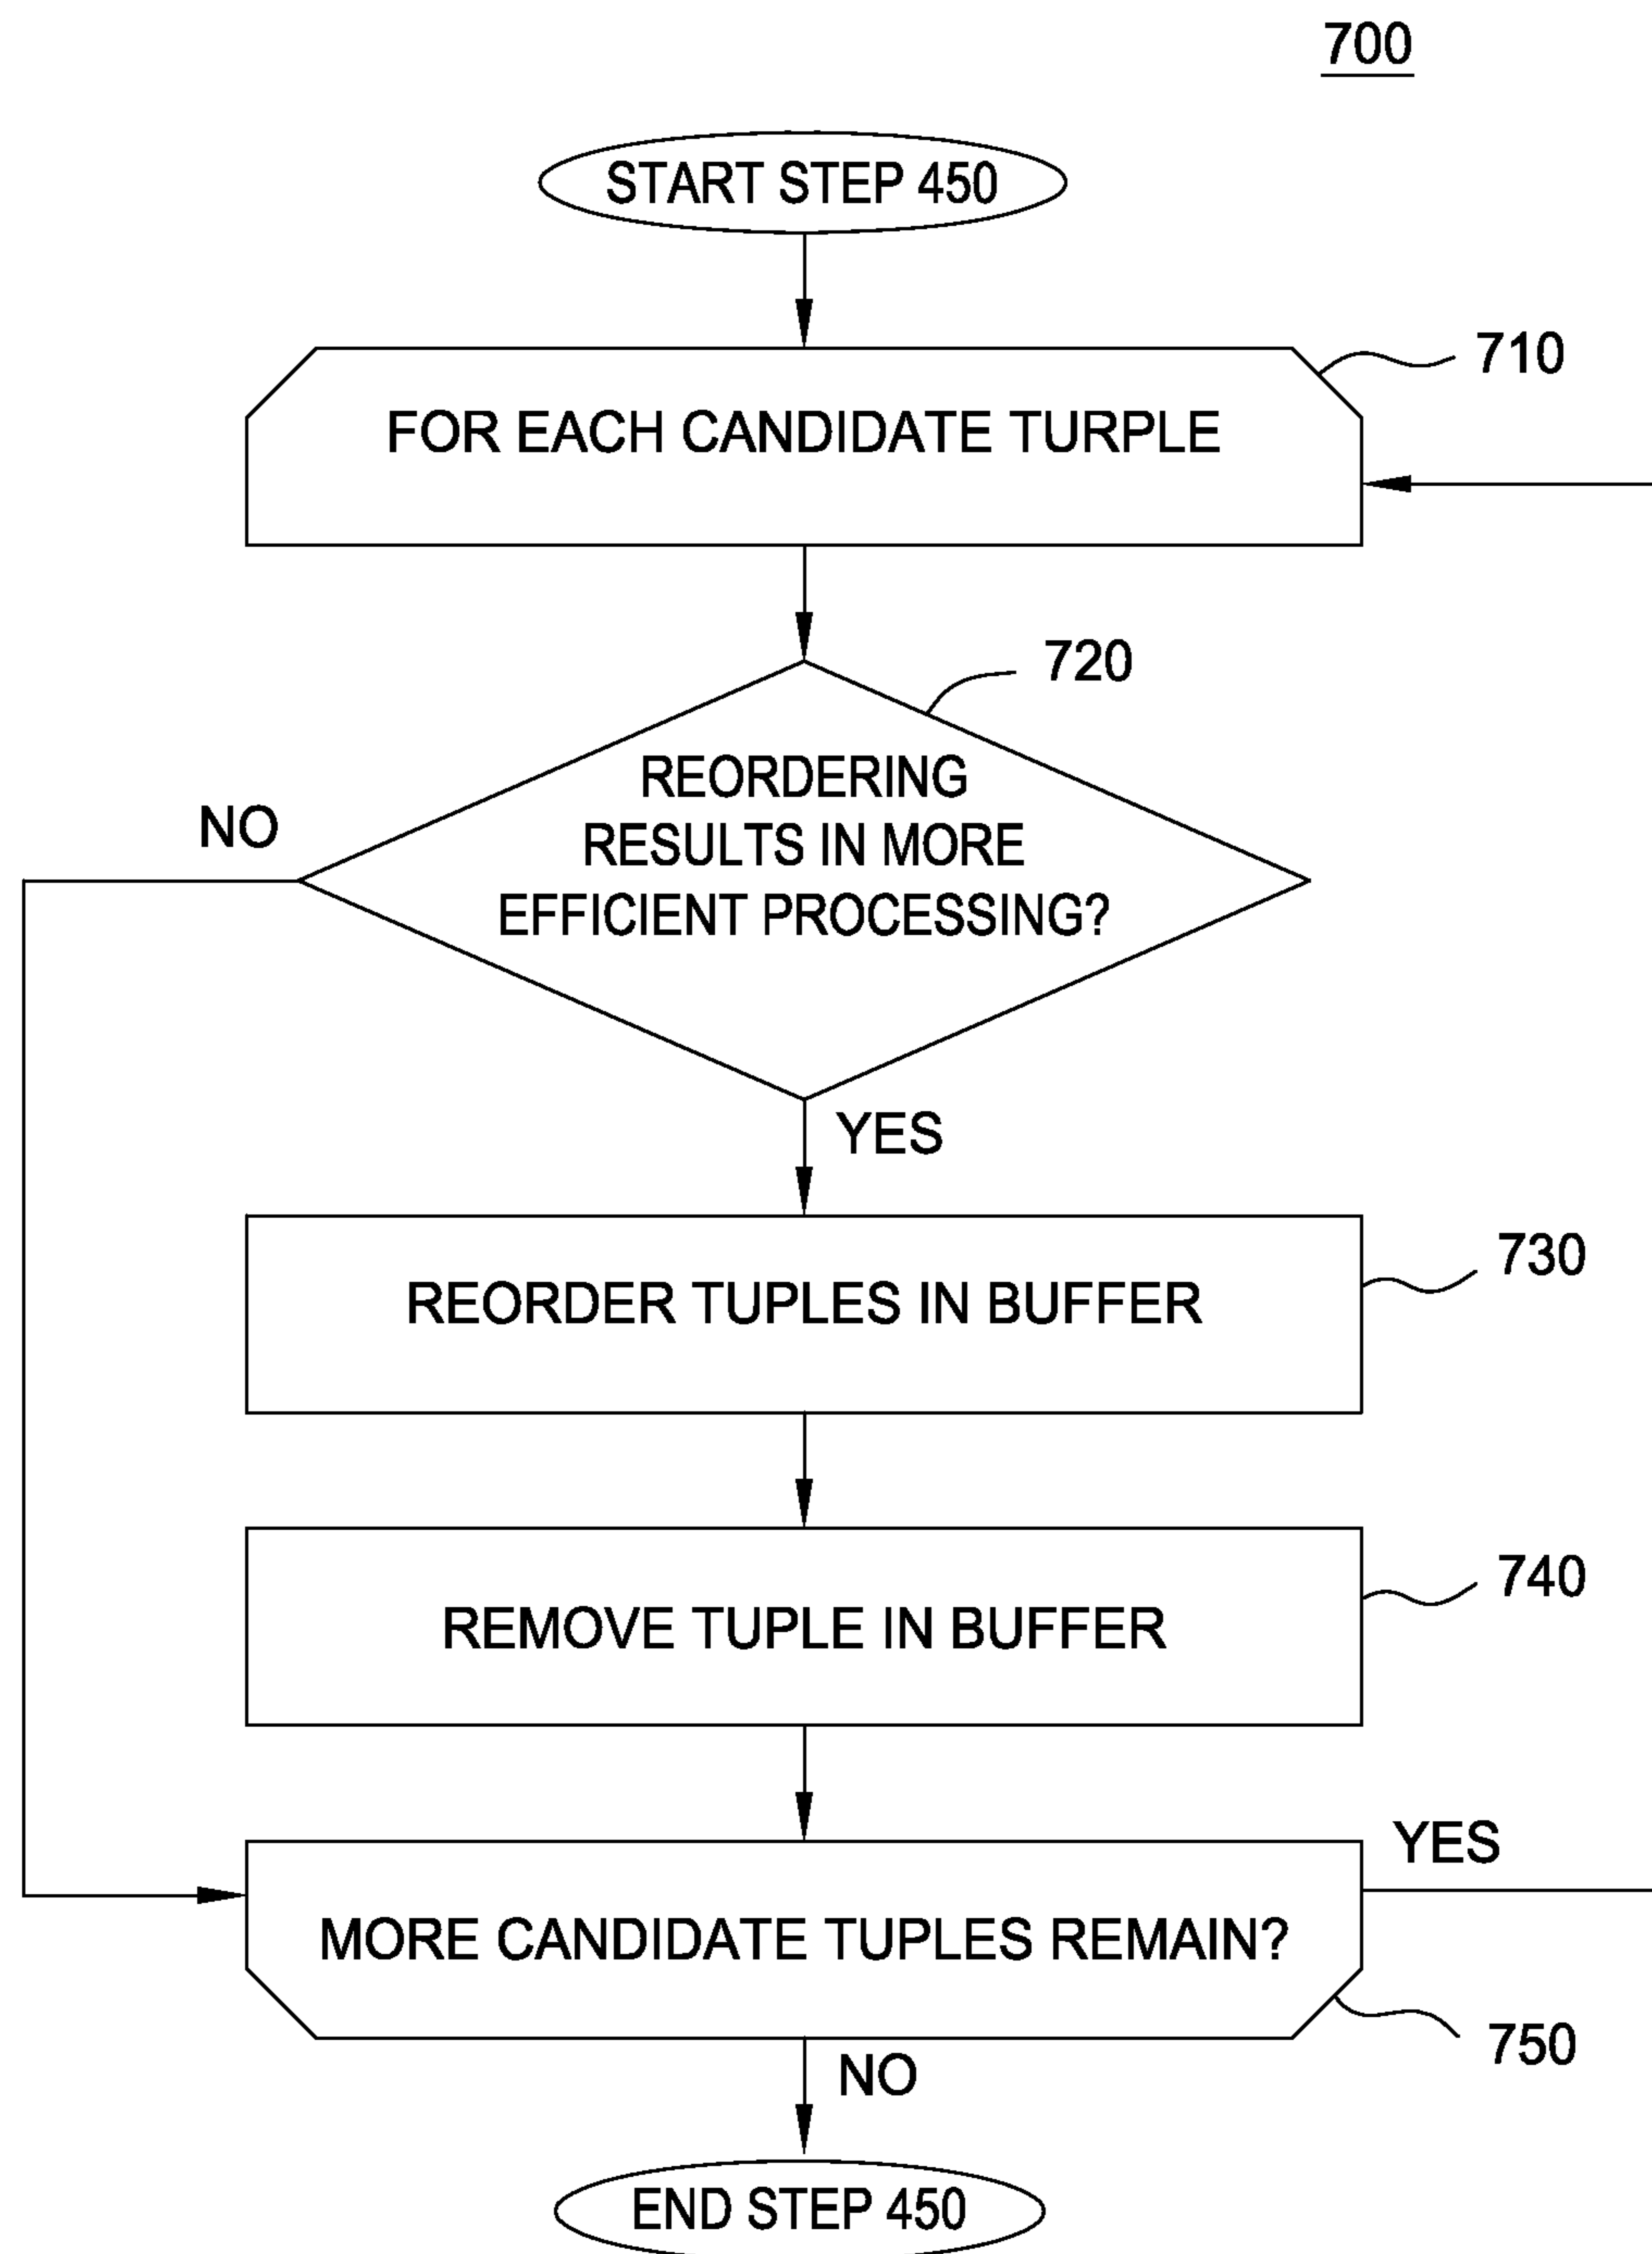 700
START STEP 450
710
FOR EACH CANDIDATE TURPLE
720
REORDERING
RESULTS IN MORE
EFFICIENT PROCESSING?
NO
YES
730
REORDER TUPLES IN BUFFER
740
REMOVE TUPLE IN BUFFER
YES
MORE CANDIDATE TUPLES REMAIN?
750
NO
END STEP 450